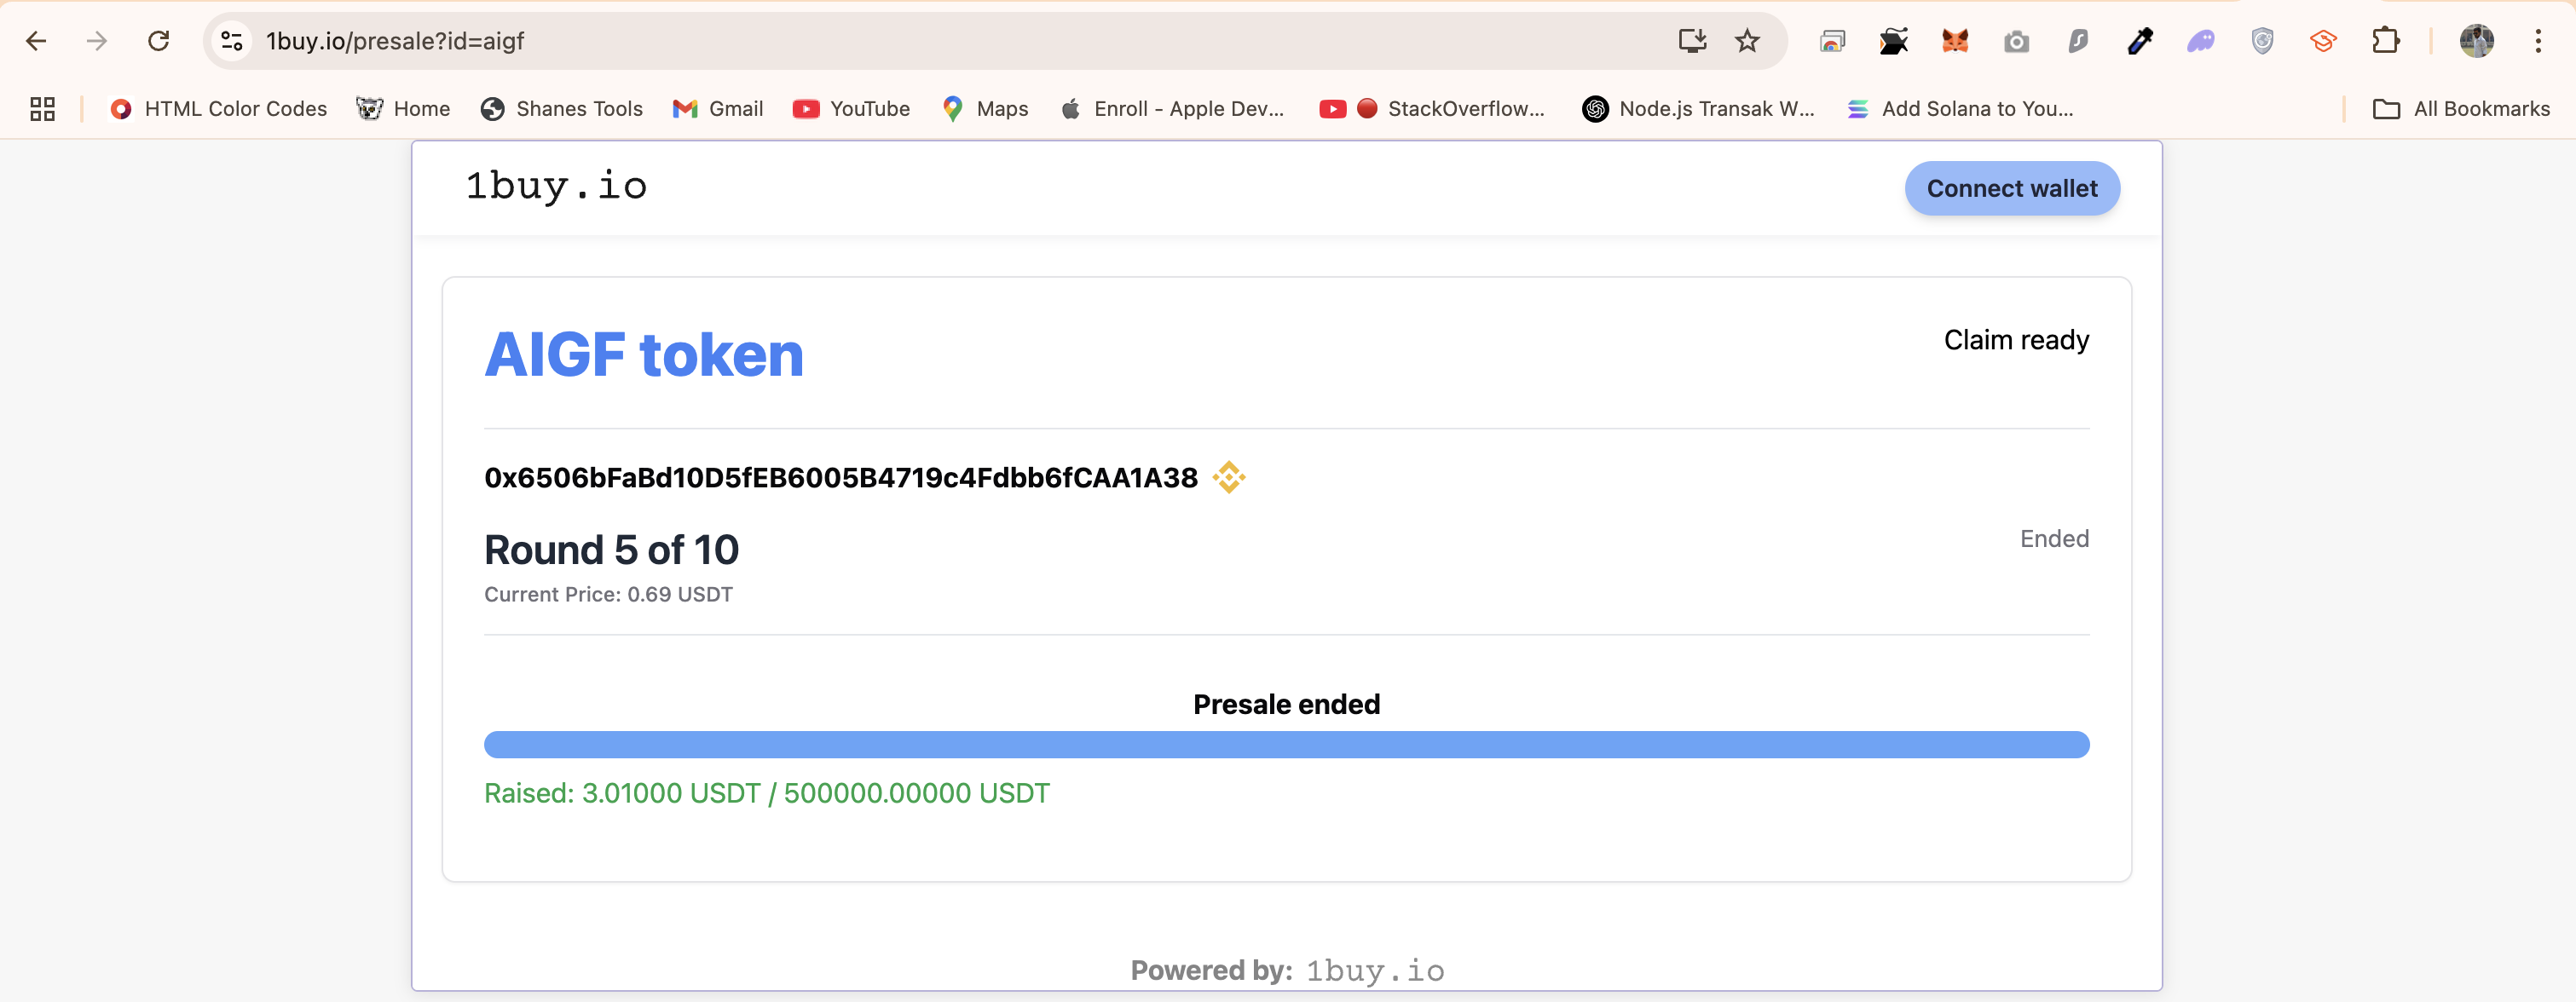 1buy.io/presale?id=aigf
HTML Color Codes Home Shanes Tools Gmail YouTube Maps Enroll - Apple Dev... StackOverflow... Node.js Transak W... Add Solana to You... All Bookmarks
1buy.io Connect wallet
AIGF token Claim ready
0x6506bFaBd10D5fEB6005B4719c4Fdbb6fCAA1A38
Round 5 of 10 Ended
Current Price: 0.69 USDT
Presale ended
Raised: 3.01000 USDT / 500000.00000 USDT
Powered by: 1buy.io